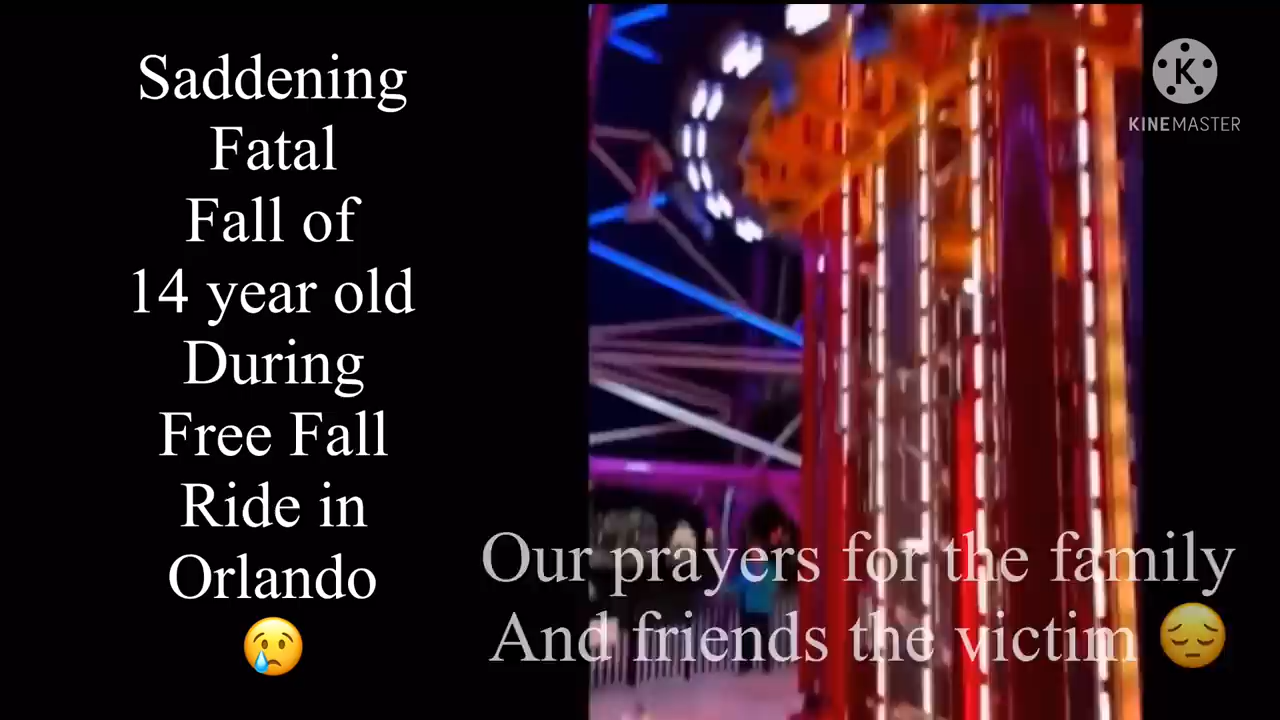 Saddening
Fatal
Fall of
14 year old
During
Free Fall
Ride in
Orlando
😢
Our prayers for the family
And friends the victim 😔
K
KINEMASTER